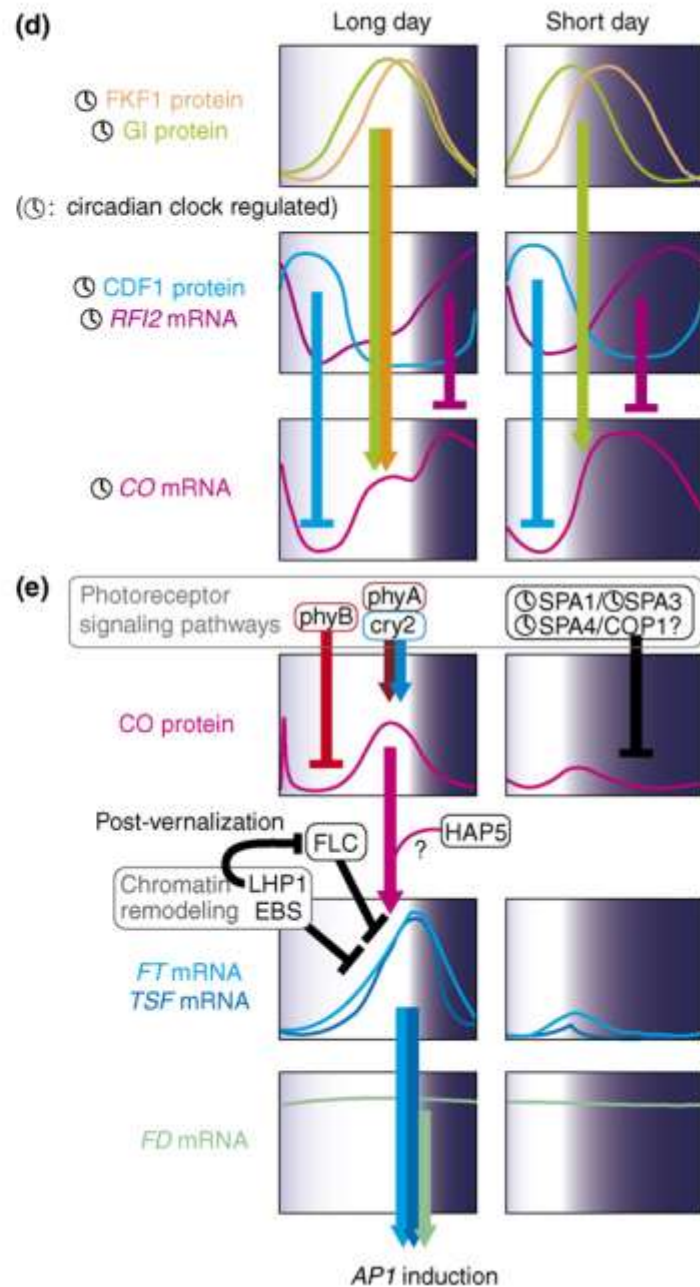 (d)
Long day
Short day
FKF1 protein
GI protein
( : circadian clock regulated)
CDF1 protein
RFI2 mRNA
CO mRNA
(e)
Photoreceptor
signaling pathways
phyB
phyA
cry2
SPA1/ SPA3
SPA4/COP1?
CO protein
Post-vernalization
FLC
HAP5
?
Chromatin
remodeling
LHP1
EBS
FT mRNA
TSF mRNA
FD mRNA
AP1 induction